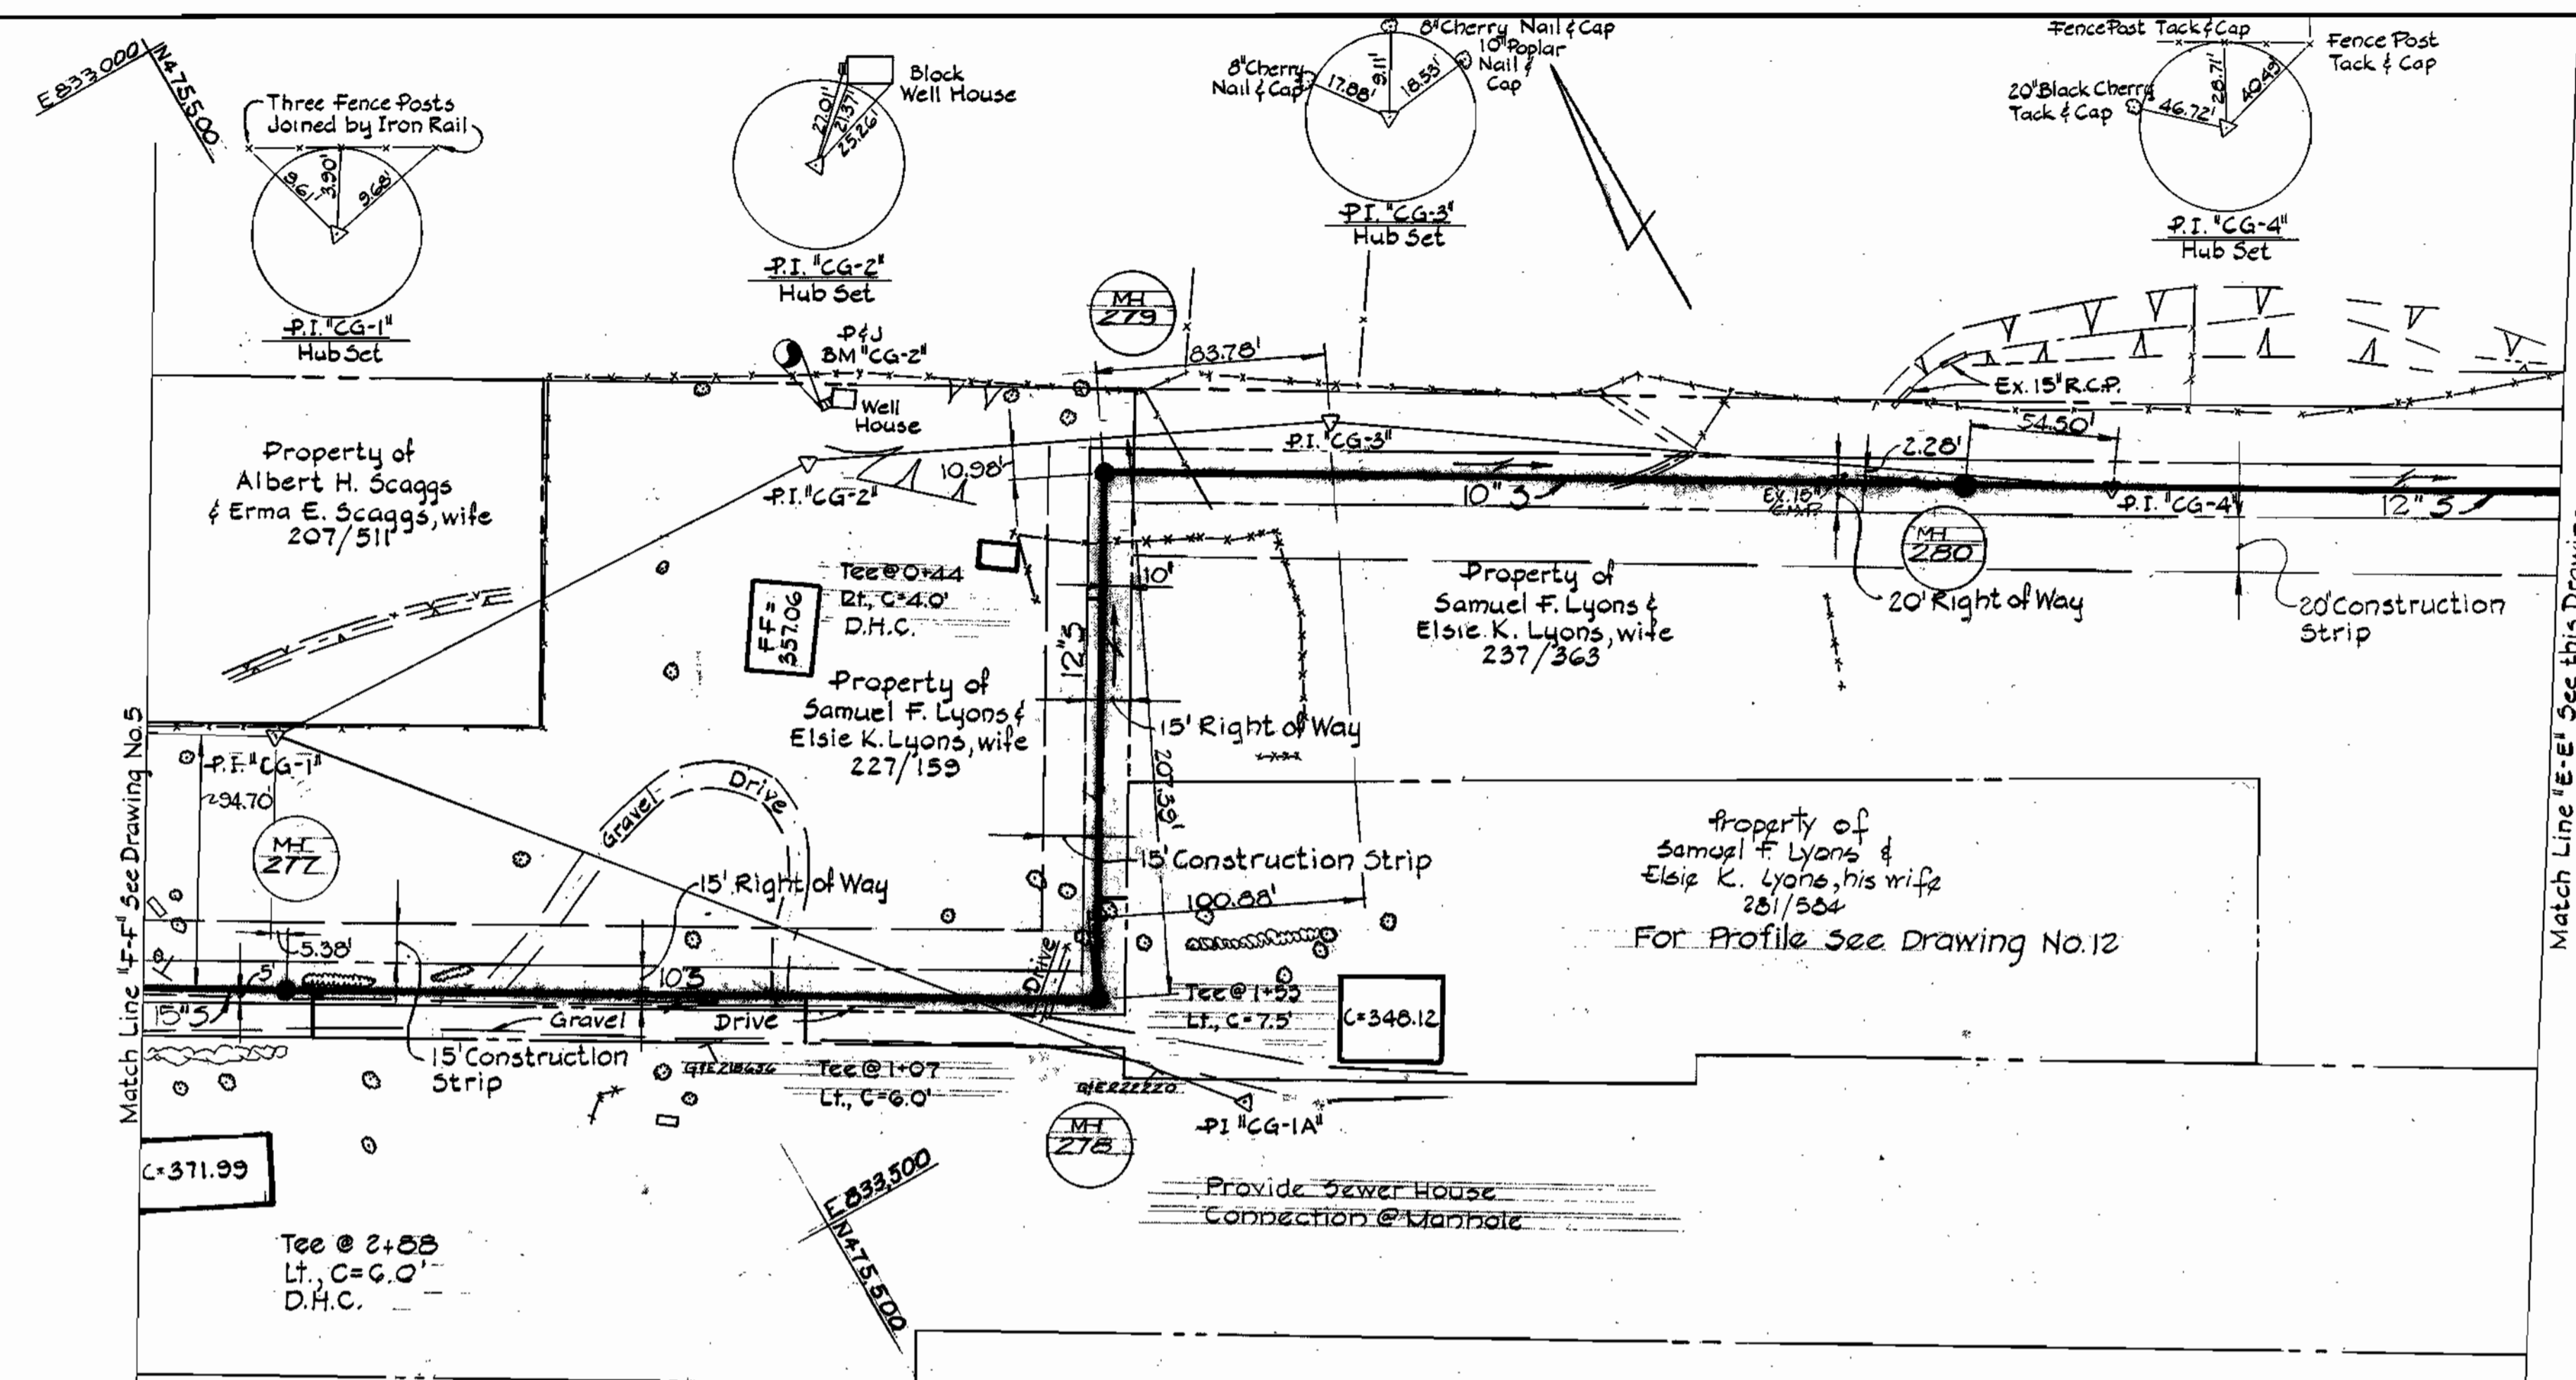 E 833,000
N475,500
Three Fence Posts
Joined by Iron Rail
9.61'
3.90'
9.68'
P.I. "CG-1"
Hub Set
Block
Well House
27.01'
21.37'
25.26'
P.I. "CG-2"
Hub Set
8"Cherry Nail & Cap
10"Poplar
Nail &
Cap
8"Cherry
Nail & Cap
17.88'
9.11'
18.53'
P.I. "CG-3"
Hub Set
Fence Post Tack & Cap
Fence Post
Tack & Cap
20"Black Cherry
Tack & Cap
46.72'
28.71'
40.49'
P.I. "CG-4"
Hub Set
MH
279
P&J
BM "CG-2"
Well
House
83.78'
Ex. 15" R.C.P.
54.50'
2.28'
P.I. "CG-3"
10.98'
P.I. "CG-2"
10" S
Ex. 15"
C.M.P.
P.I. "CG-4"
12" S
MH
280
Property of
Albert H. Scaggs
& Erma E. Scaggs, wife
207/511
Tee @ 0+44
Rt., C=4.0'
D.H.C.
FF=
357.06
10'
12"S
Property of
Samuel F. Lyons &
Elsie K. Lyons, wife
237/363
20' Right of Way
20' Construction
Strip
Property of
Samuel F. Lyons &
Elsie K. Lyons, wife
227/159
15' Right of Way
207.39'
Match Line "F-F" See Drawing No.5
Match Line "E-E" See this Drawing
P.I. "CG-1"
294.70'
MH
277
Gravel
Drive
15' Right of Way
15' Construction Strip
100.88'
Property of
Samuel F. Lyons &
Elsie K. Lyons, his wife
281/584
For Profile See Drawing No.12
5.38'
5'
15"S
10"S
Drive
Gravel
Drive
15' Construction
Strip
Tee @ 1+53
Lt., C=7.5'
C=348.12
G&E218636
Tee @ 1+07
Lt., C=6.0'
G&E222220
PI "CG-1A"
MH
278
C=371.99
E 833,500
N475,500
Provide Sewer House
Connection @ Manhole
Tee @ 2+88
Lt., C=6.0'
D.H.C.